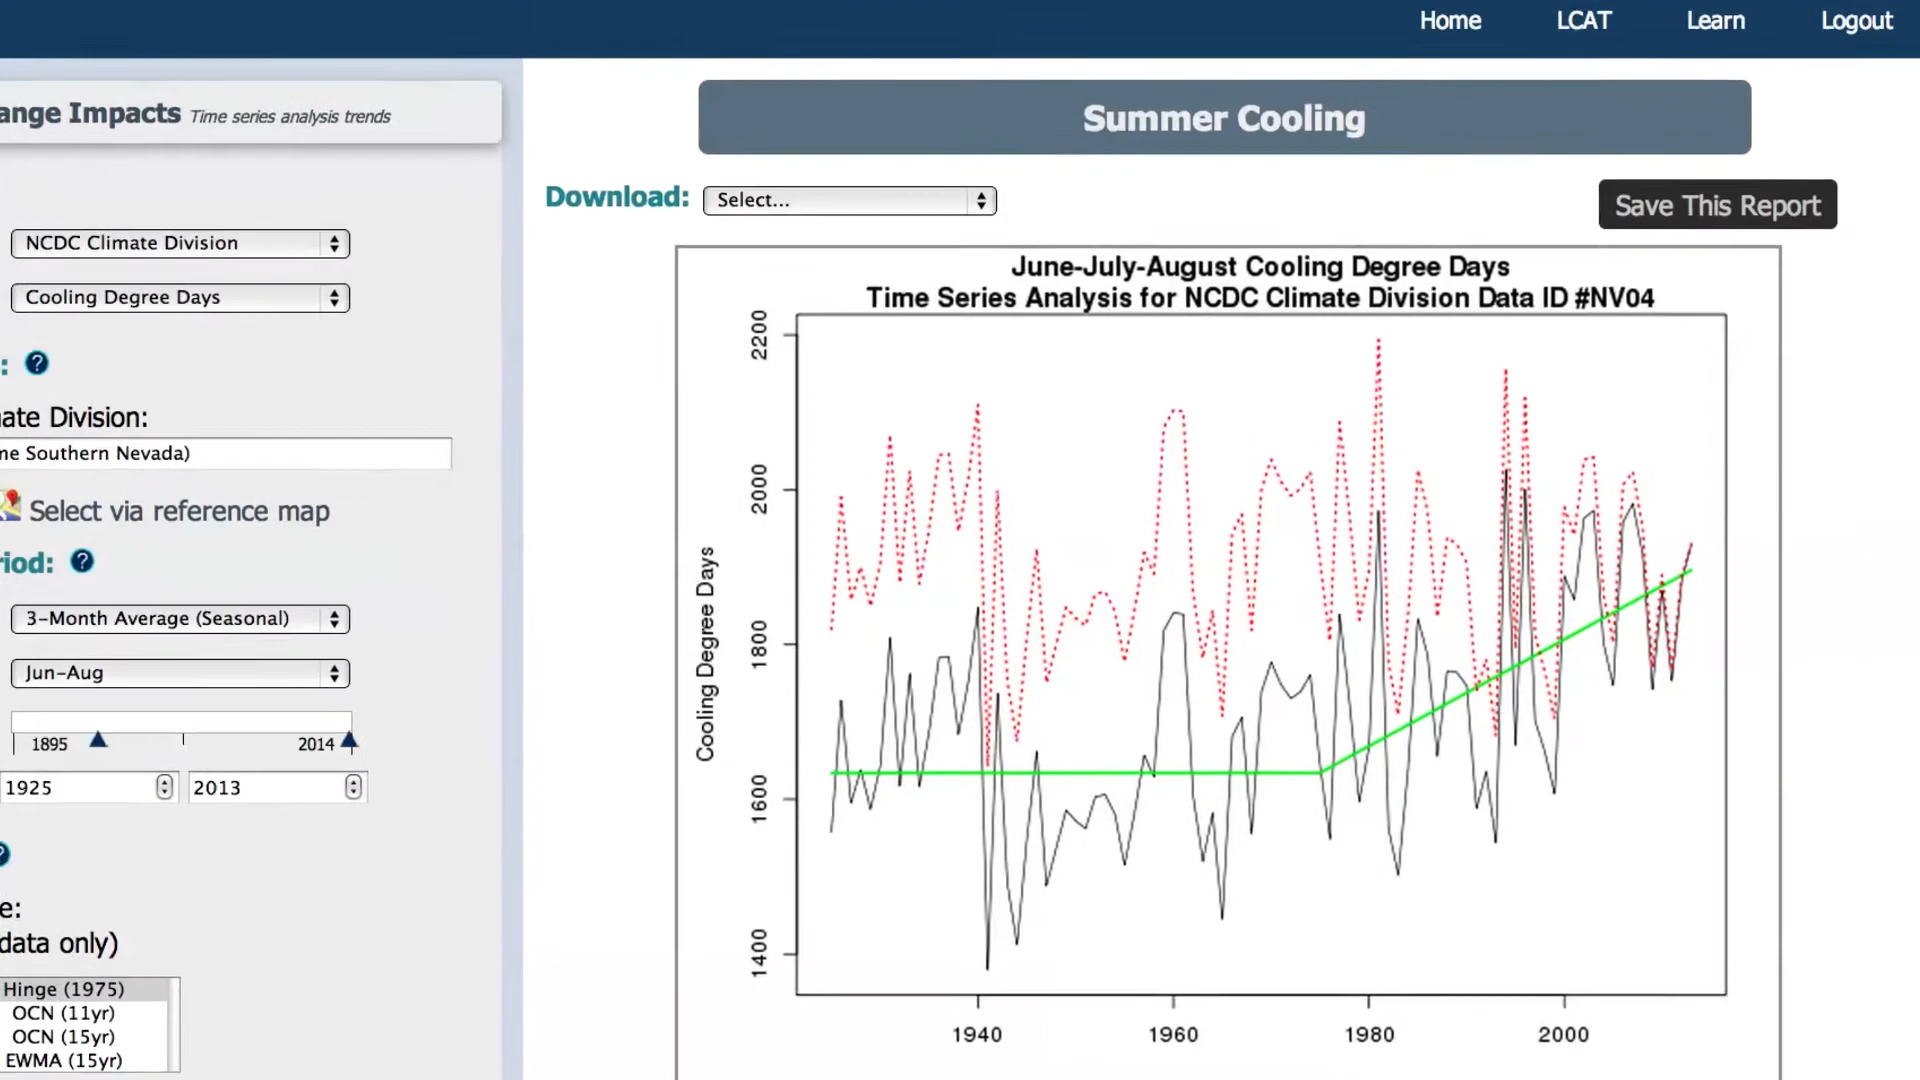 Home LCAT Learn Logout
ange Impacts Time series analysis trends
NCDC Climate Division
Cooling Degree Days
:
?
ate Division:
ne Southern Nevada)
Select via reference map
riod:
?
3-Month Average (Seasonal)
Jun-Aug
1895 2014
1925 2013
?
e:
data only)
Hinge (1975)
OCN (11yr)
OCN (15yr)
EWMA (15yr)
Summer Cooling
Download: Select...
Save This Report
June-July-August Cooling Degree Days
Time Series Analysis for NCDC Climate Division Data ID #NV04
Cooling Degree Days
2200
2000
1800
1600
1400
1940 1960 1980 2000